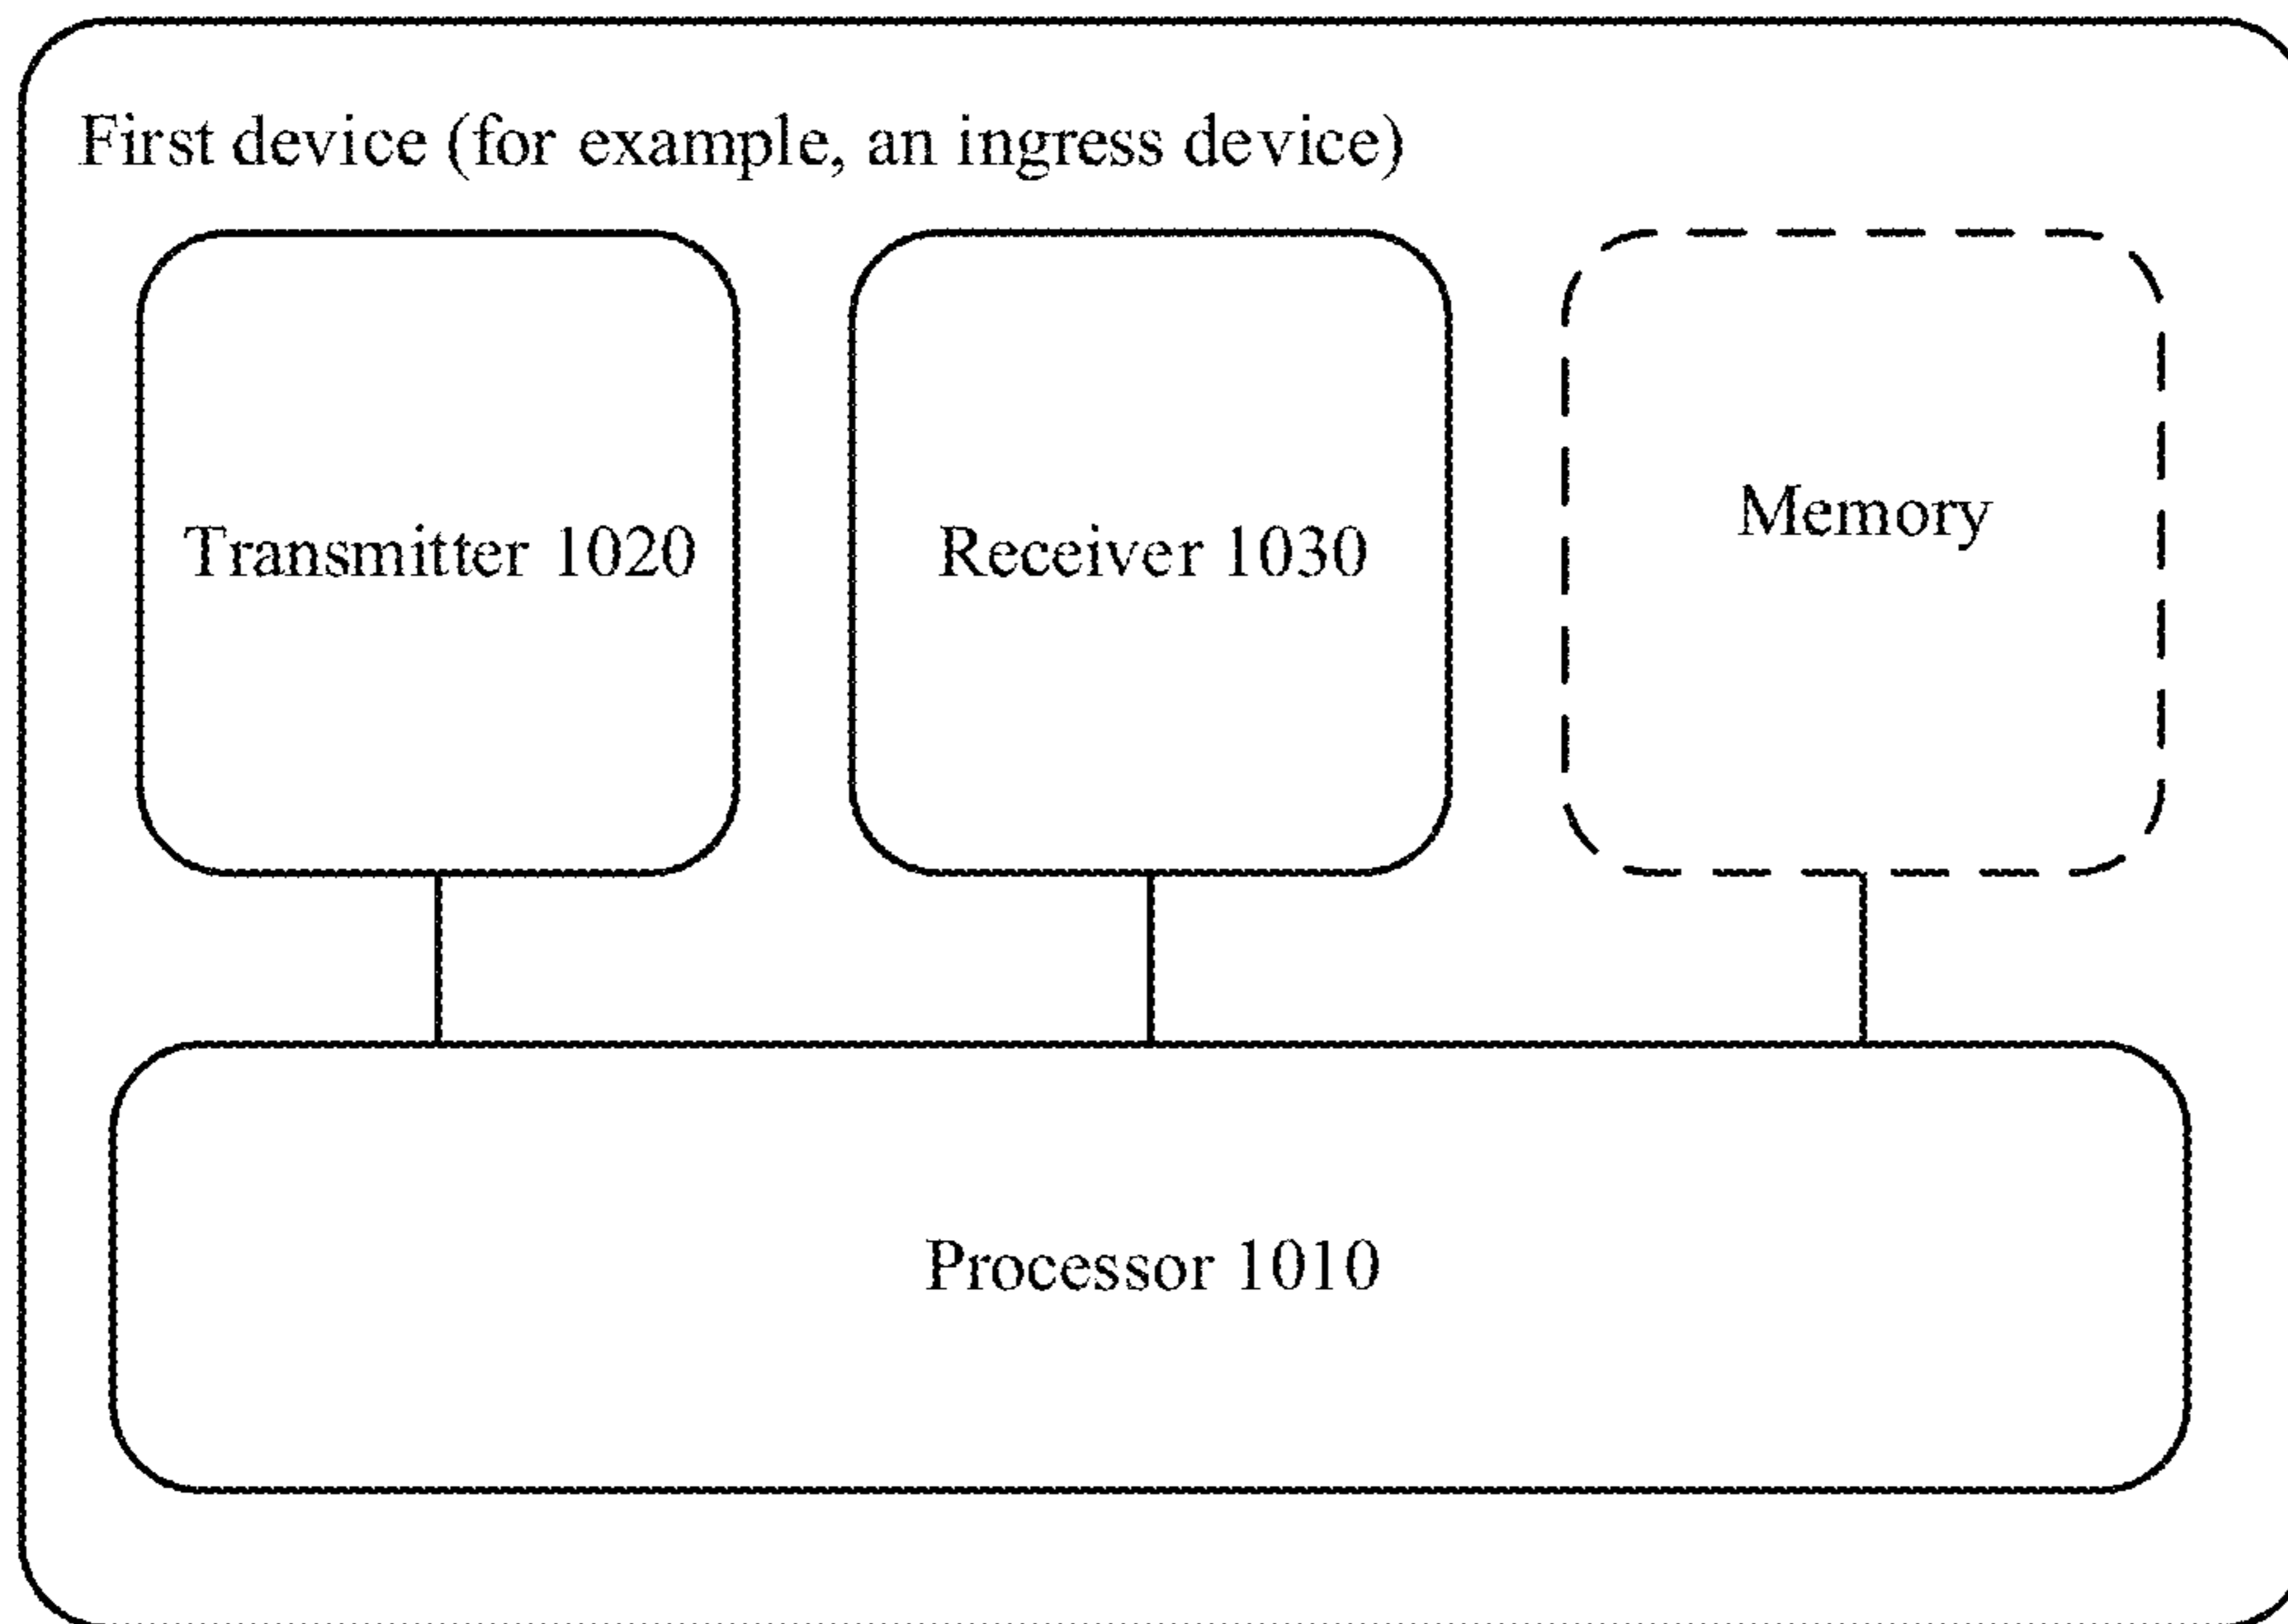 First device (for example, an ingress device)
Transmitter 1020
Receiver 1030
Memory
Processor 1010